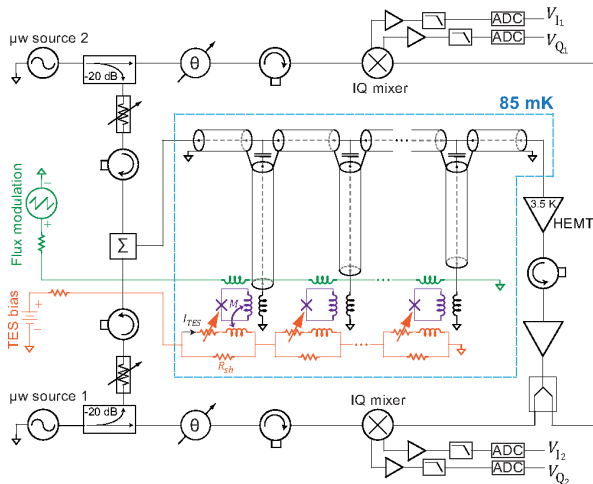 μw source 2
-20 dB
θ
IQ mixer
ADC
V_I1
ADC
V_Q1
85 mK
Flux modulation
-
+
Σ
3.5 K
HEMT
TES bias
+
-
I_TES
M
R_sh
μw source 1
-20 dB
θ
IQ mixer
ADC
V_I2
ADC
V_Q2